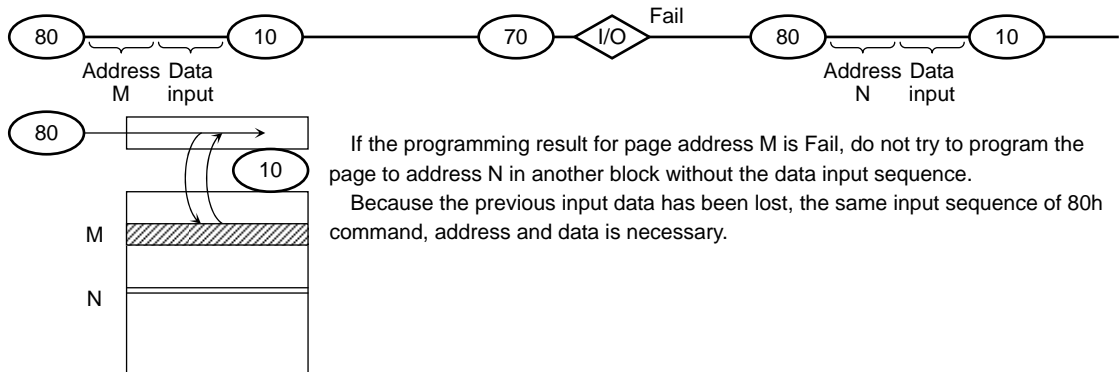 Fail
80 10 70 I/O 80 10
Address Data Address Data
M input N input
80
10
M
N
If the programming result for page address M is Fail, do not try to program the
page to address N in another block without the data input sequence.
Because the previous input data has been lost, the same input sequence of 80h
command, address and data is necessary.